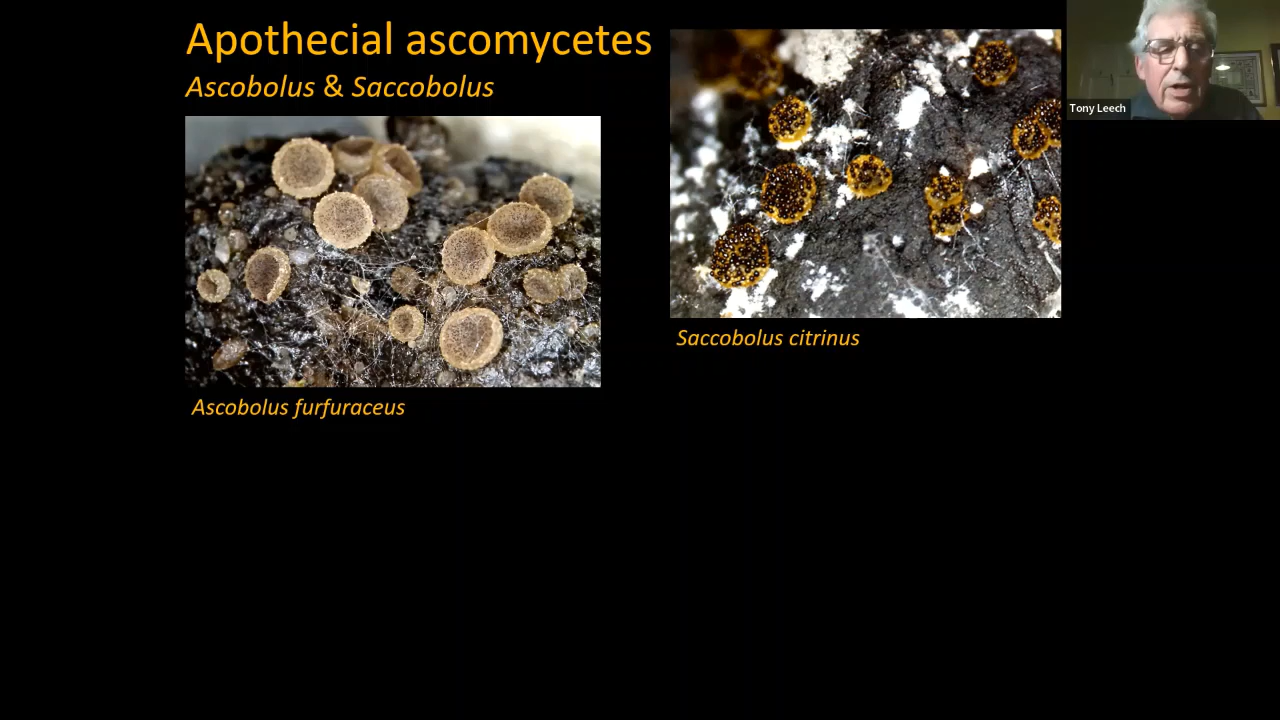 Apothecial ascomycetes
Ascobolus & Saccobolus
Tony Leech
Saccobolus citrinus
Ascobolus furfuraceus